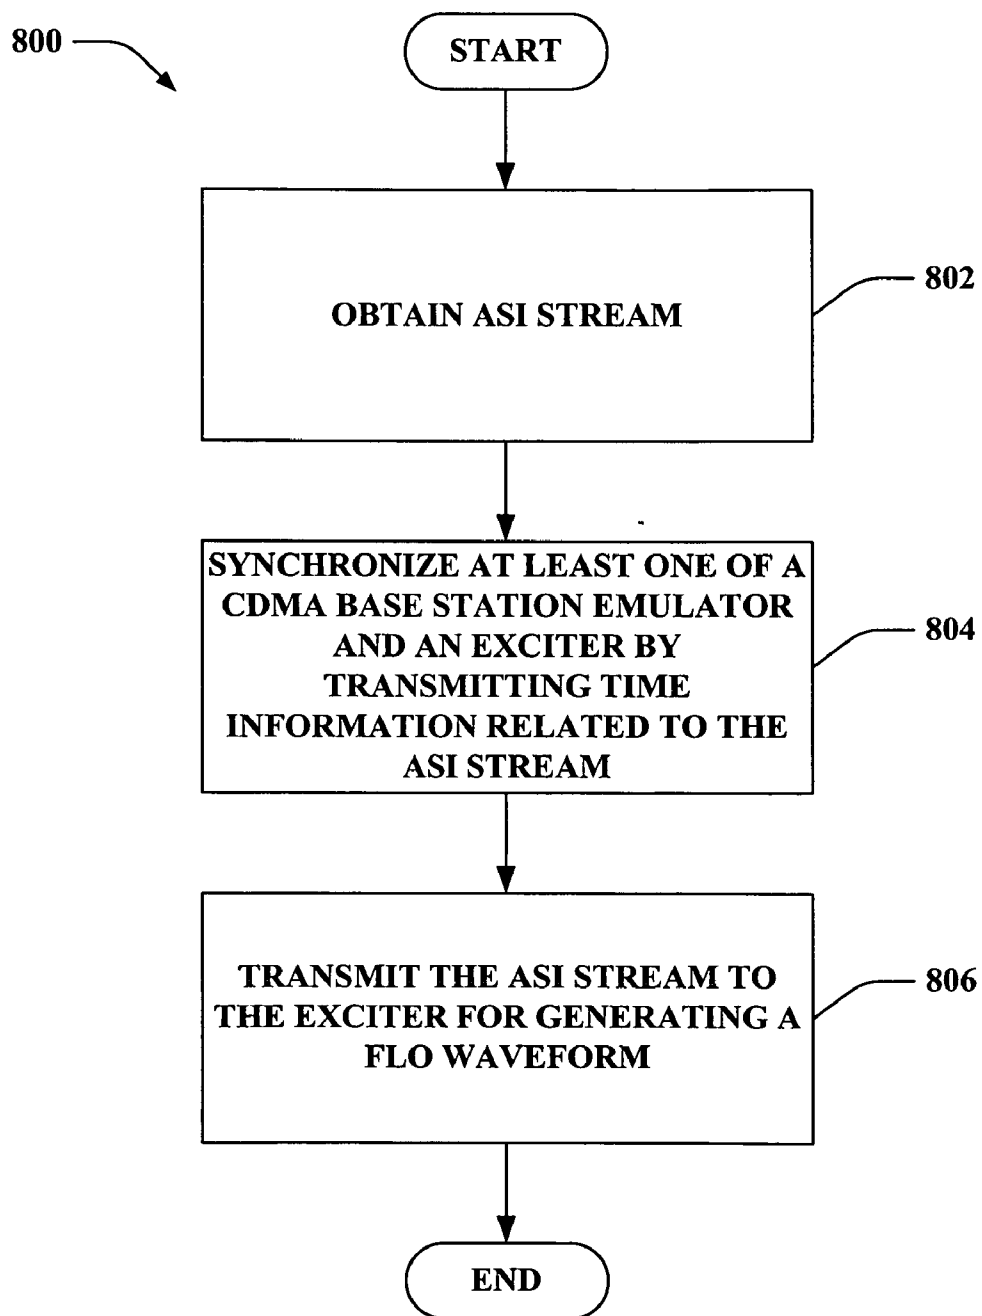 800
START
OBTAIN ASI STREAM
802
SYNCHRONIZE AT LEAST ONE OF A
CDMA BASE STATION EMULATOR
AND AN EXCITER BY
TRANSMITTING TIME
INFORMATION RELATED TO THE
ASI STREAM
804
TRANSMIT THE ASI STREAM TO
THE EXCITER FOR GENERATING A
FLO WAVEFORM
806
END